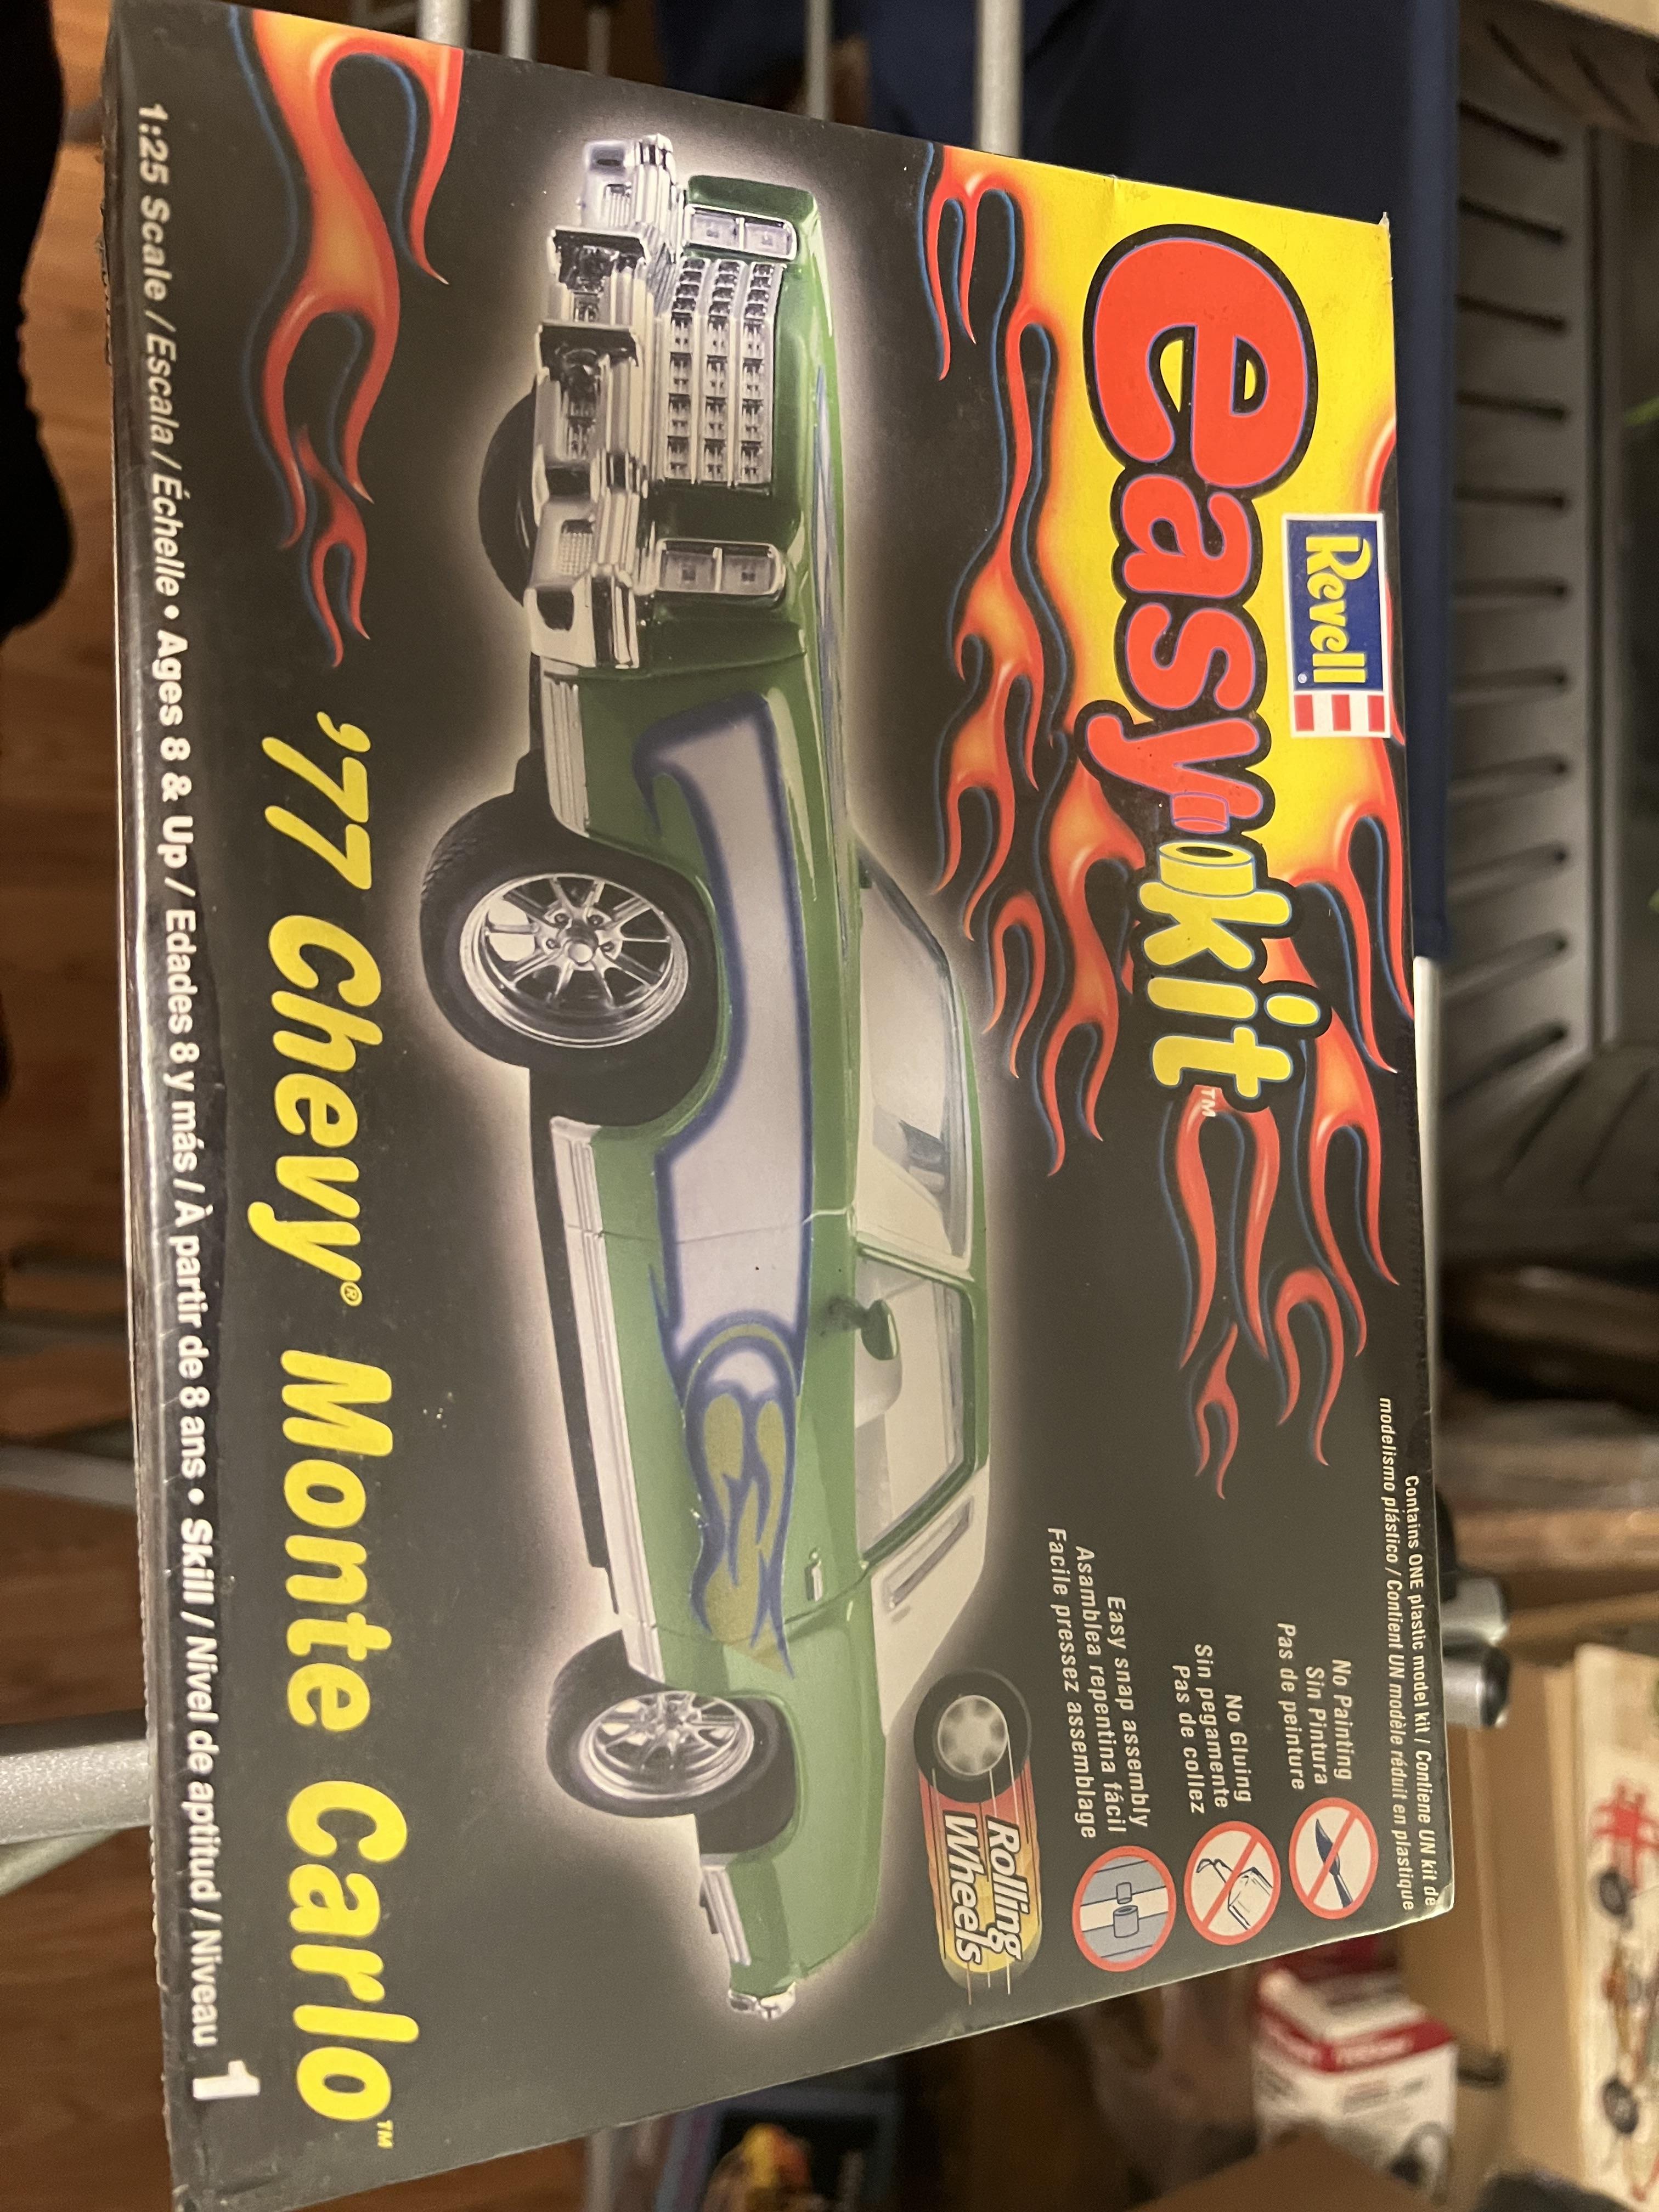 Revell®
easykit™
Contains ONE plastic model kit / Contiene UN kit de
modelismo plástico / Contient UN modèle réduit en plastique
No Painting
Sin Pintura
Pas de peinture
No Gluing
Sin pegamente
Pas de collez
Easy snap assembly
Asamblea repentina fácil
Facile pressez assemblage
Rolling
Wheels
'77 Chevy® Monte Carlo™
1:25 Scale / Escala / Échelle • Ages 8 & Up / Edades 8 y más / À partir de 8 ans • Skill / Nivel de aptitud / Niveau 1